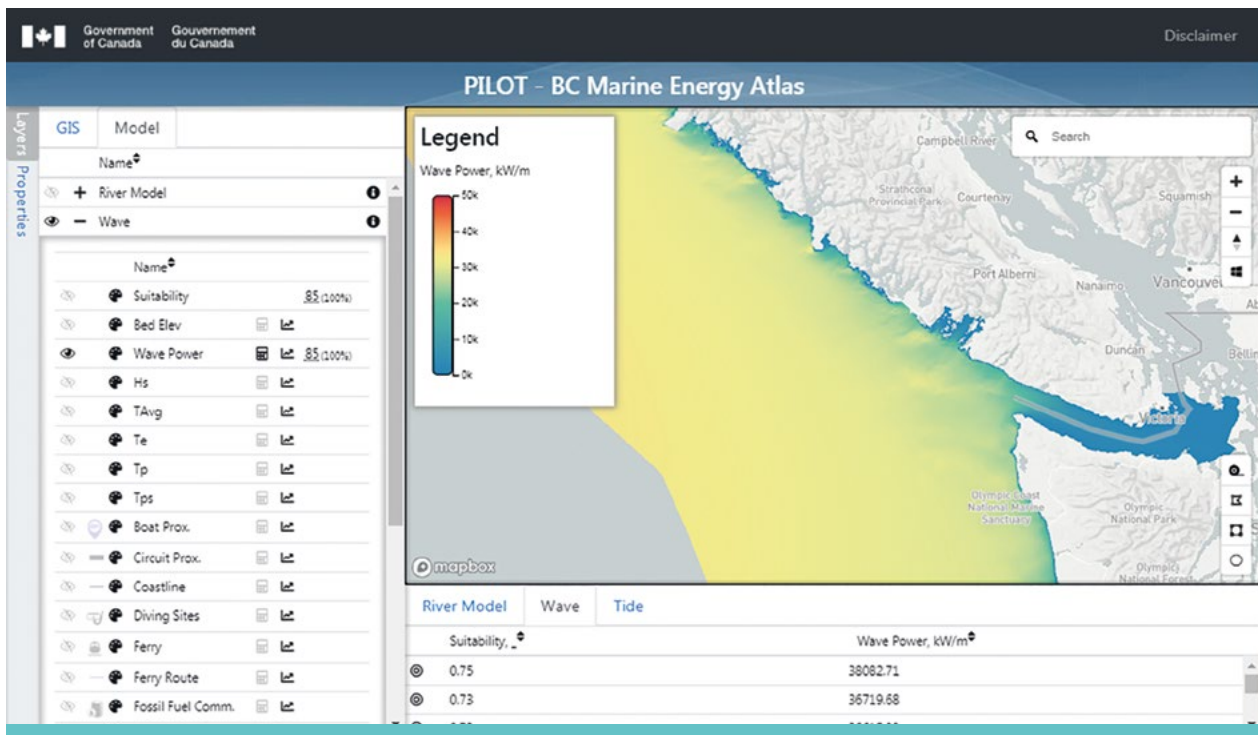 Government of Canada
Gouvernement du Canada
Disclaimer
PILOT - BC Marine Energy Atlas
Layers
Properties
GIS Model
Name
River Model
Wave
Name
Suitability 85 (100%)
Bed Elev
Wave Power 85 (100%)
Hs
TAvg
Te
Tp
Tps
Boat Prox.
Circuit Prox.
Coastline
Diving Sites
Ferry
Ferry Route
Fossil Fuel Comm.
Legend
Wave Power, kW/m
50k
40k
30k
20k
10k
0k
Search
Campbell River
Strathcona
Provincial Park
Courtenay
Squamish
Port Alberni
Nanaimo
Vancouver
Duncan
Victoria
Olympic Coast
National Marine
Sanctuary
Olympic
National Park
Olympic
National Forest
mapbox
River Model Wave Tide
Suitability, _ Wave Power, kW/m
0.75 38082.71
0.73 36719.68